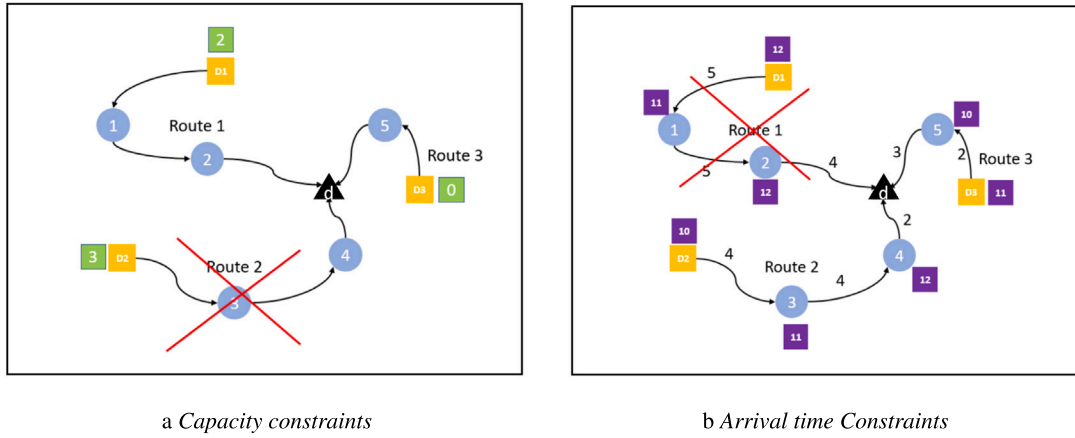 2
D1
1
Route 1
2
5
Route 3
D3 0
d
3 D2
Route 2
3
4
12
5 D1
11
1
Route 1
5
2
12
4
10
5
3
2
Route 3
D3 11
d
2
10
D2
4
Route 2
4
4
3
12
11
a Capacity constraints
b Arrival time Constraints